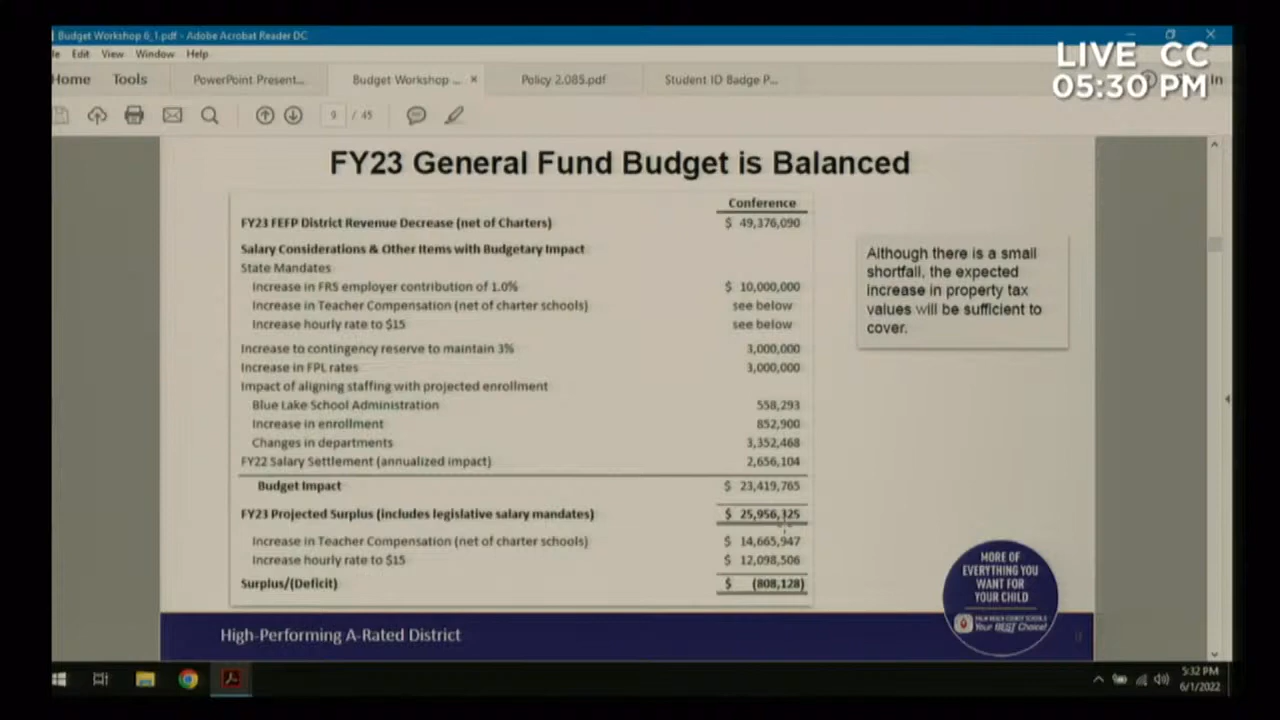 Budget Workshop 6_1.pdf - Adobe Acrobat Reader DC
LIVE CC
05:30 PM
Edit View Window Help
Home Tools PowerPoint Present... Budget Workshop ... × Policy 2.085.pdf Student ID Badge P... In
9 / 45
FY23 General Fund Budget is Balanced
Conference
FY23 FEFP District Revenue Decrease (net of Charters) $ 49,376,090
Salary Considerations & Other Items with Budgetary Impact
State Mandates
Increase in FRS employer contribution of 1.0% $ 10,000,000
Increase in Teacher Compensation (net of charter schools) see below
Increase hourly rate to $15 see below
Increase to contingency reserve to maintain 3% 3,000,000
Increase in FPL rates 3,000,000
Impact of aligning staffing with projected enrollment
Blue Lake School Administration 558,293
Increase in enrollment 852,900
Changes in departments 3,352,468
FY22 Salary Settlement (annualized impact) 2,656,104
Budget Impact $ 23,419,765
FY23 Projected Surplus (includes legislative salary mandates) $ 25,956,325
Increase in Teacher Compensation (net of charter schools) $ 14,665,947
Increase hourly rate to $15 $ 12,098,506
Surplus/(Deficit) $ (808,128)
Although there is a small
shortfall, the expected
increase in property tax
values will be sufficient to
cover.
MORE OF
EVERYTHING YOU
WANT FOR
YOUR CHILD
PALM BEACH COUNTY SCHOOLS
Your BEST Choice!
High-Performing A-Rated District
5:32 PM
6/1/2022